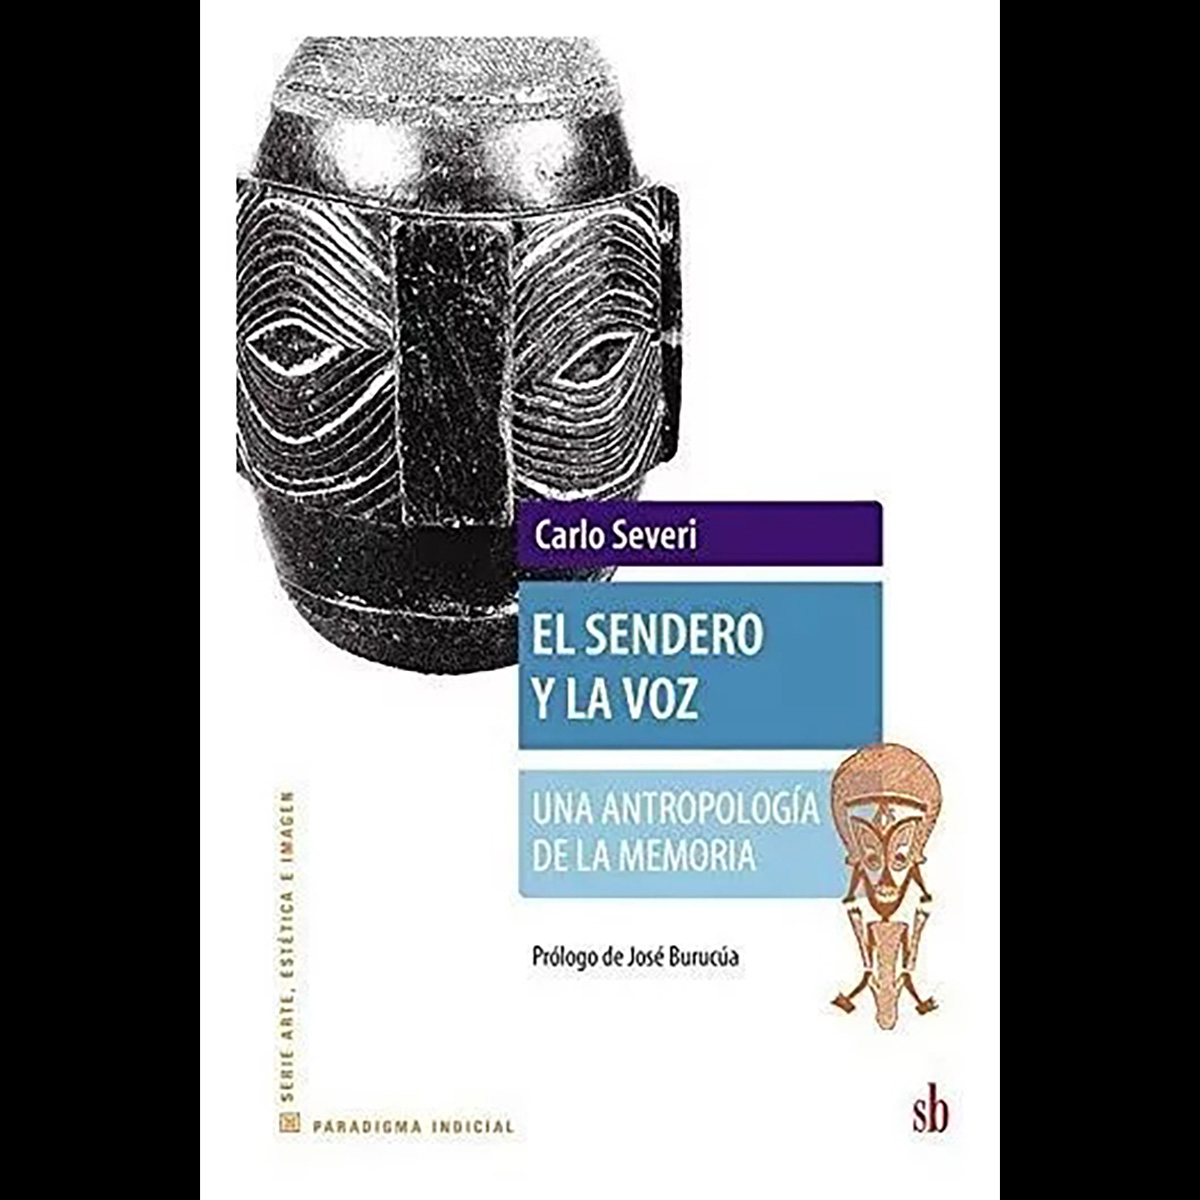 Carlo Severi
EL SENDERO
Y LA VOZ
UNA ANTROPOLOGÍA
DE LA MEMORIA
Prólogo de José Burucúa
SERIE ARTE, ESTÉTICA E IMAGEN
PARADIGMA INDICIAL
sb